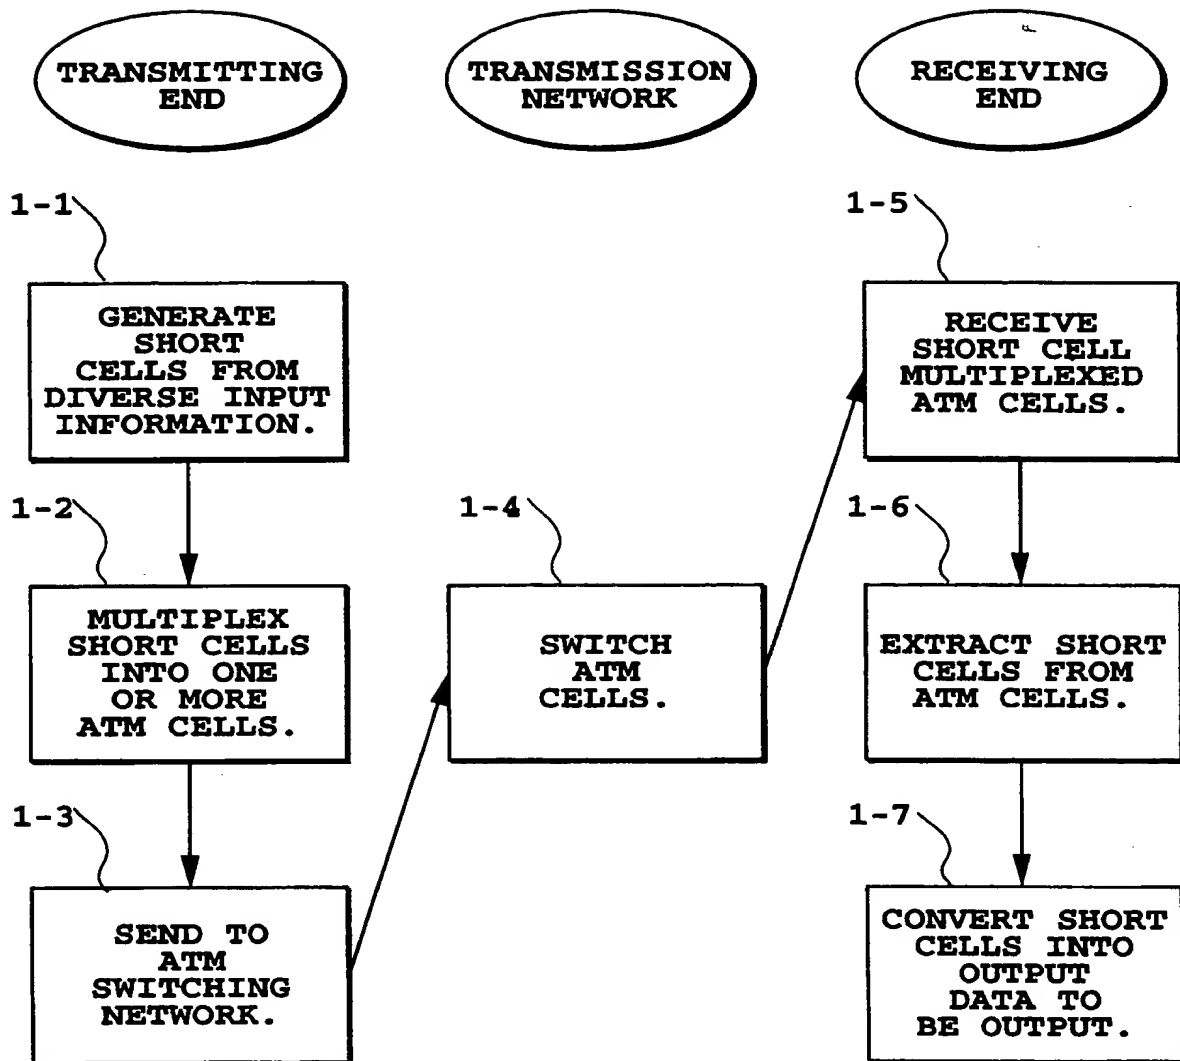 TRANSMITTING
END
TRANSMISSION
NETWORK
RECEIVING
END
1-1
GENERATE
SHORT
CELLS FROM
DIVERSE INPUT
INFORMATION.
1-2
MULTIPLEX
SHORT CELLS
INTO ONE
OR MORE
ATM CELLS.
1-3
SEND TO
ATM
SWITCHING
NETWORK.
1-4
SWITCH
ATM
CELLS.
1-5
RECEIVE
SHORT CELL
MULTIPLEXED
ATM CELLS.
1-6
EXTRACT SHORT
CELLS FROM
ATM CELLS.
1-7
CONVERT SHORT
CELLS INTO
OUTPUT
DATA TO
BE OUTPUT.